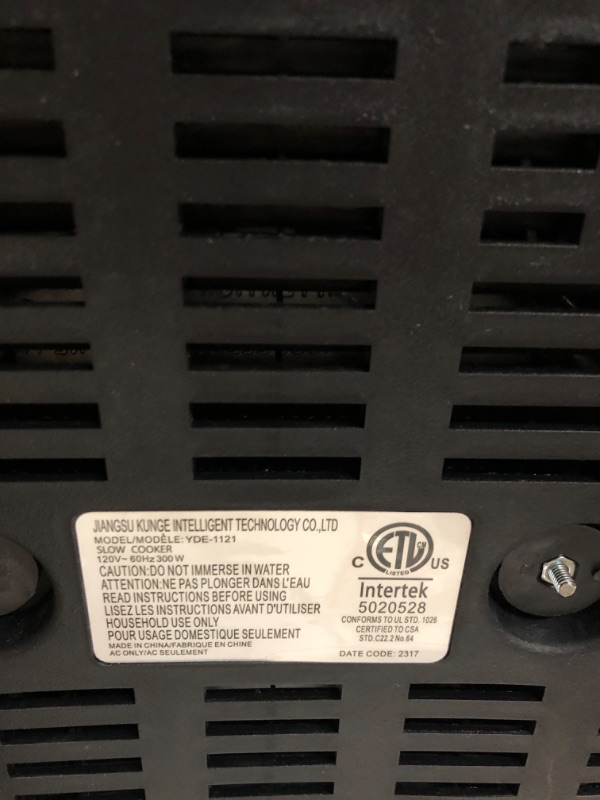 JIANGSU KUNGE INTELLIGENT TECHNOLOGY CO.,LTD
MODEL/MODÈLE: YDE-1121
SLOW COOKER
120V~ 60Hz 300W
CAUTION:DO NOT IMMERSE IN WATER
ATTENTION:NE PAS PLONGER DANS L'EAU
READ INSTRUCTIONS BEFORE USING
LISEZ LES INSTRUCTIONS AVANT D'UTILISER
HOUSEHOLD USE ONLY
POUR USAGE DOMESTIQUE SEULEMENT
MADE IN CHINA/FABRIQUE EN CHINE
AC ONLY/AC SEULEMENT
C ETL CM US
LISTED
Intertek
5020528
CONFORMS TO UL STD. 1026
CERTIFIED TO CSA
STD.C22.2 No.64
DATE CODE: 2317